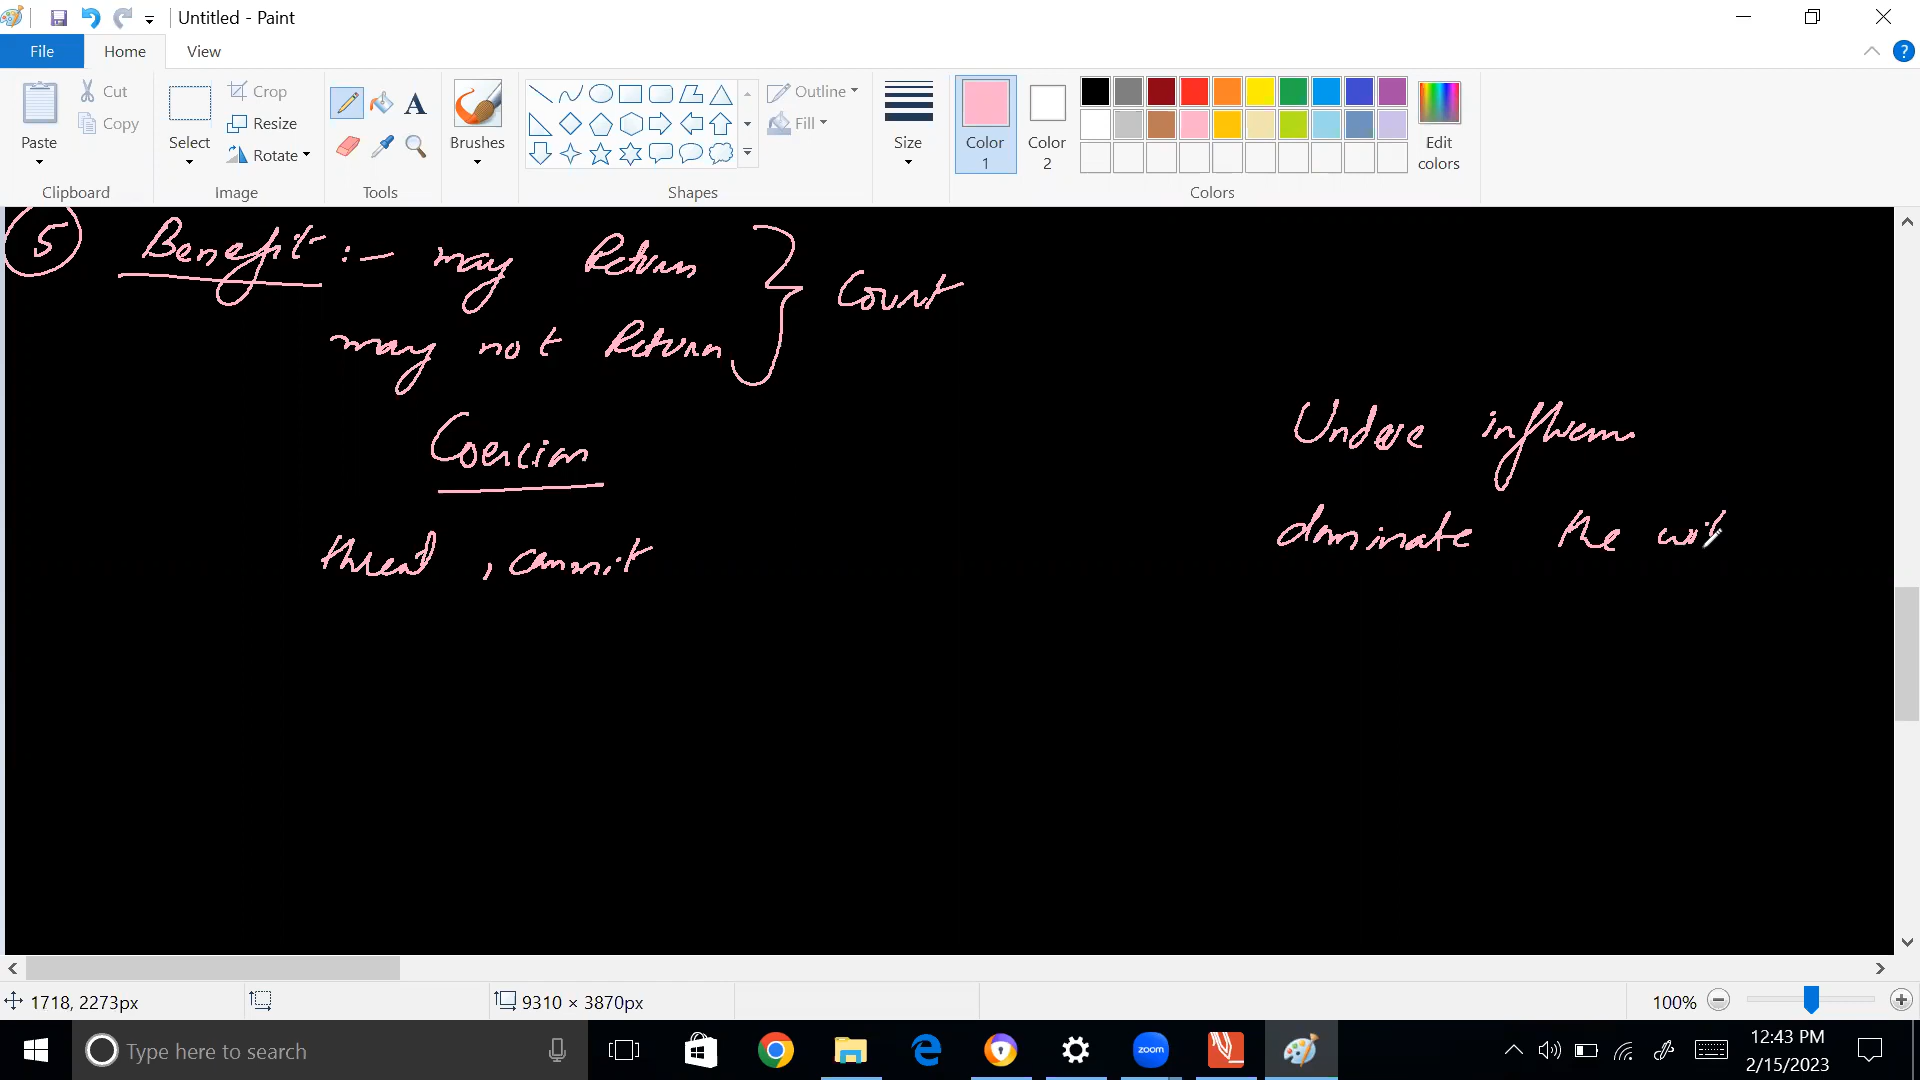 Untitled - Paint
File Home View
Paste Cut Copy Select Crop Resize Rotate Brushes Outline Fill Size Color 1 Color 2 Edit colors
Clipboard Image Tools Shapes Colors
5 Benefit :- may Return
may not Return } Count
Coercion
threat , commit
Undue
dominate the
1718, 2273px 9310 × 3870px 100%
Type here to search zoom 12:43 PM
2/15/2023